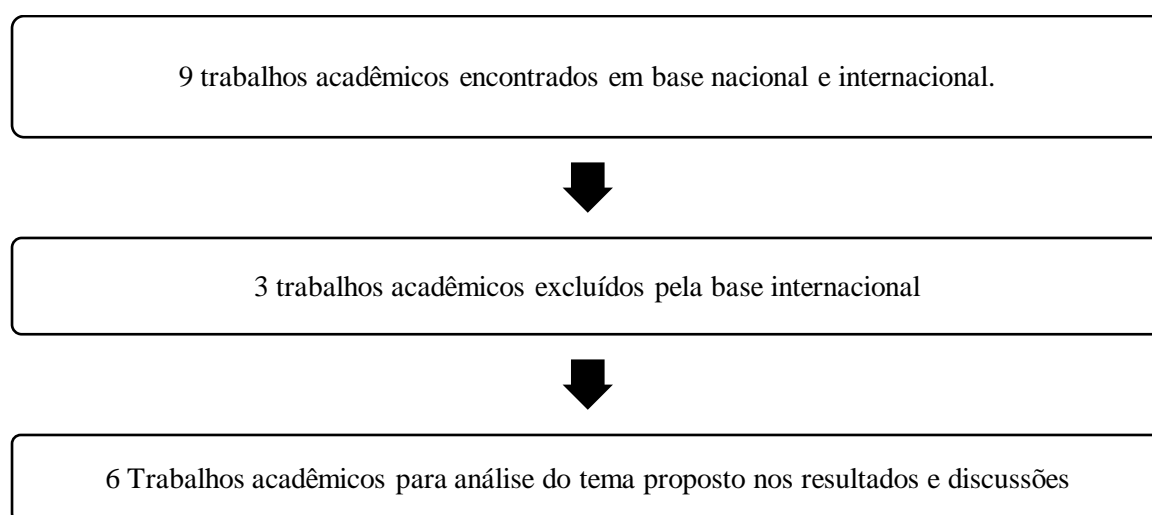 9 trabalhos acadêmicos encontrados em base nacional e internacional.
3 trabalhos acadêmicos excluídos pela base internacional
6 Trabalhos acadêmicos para análise do tema proposto nos resultados e discussões